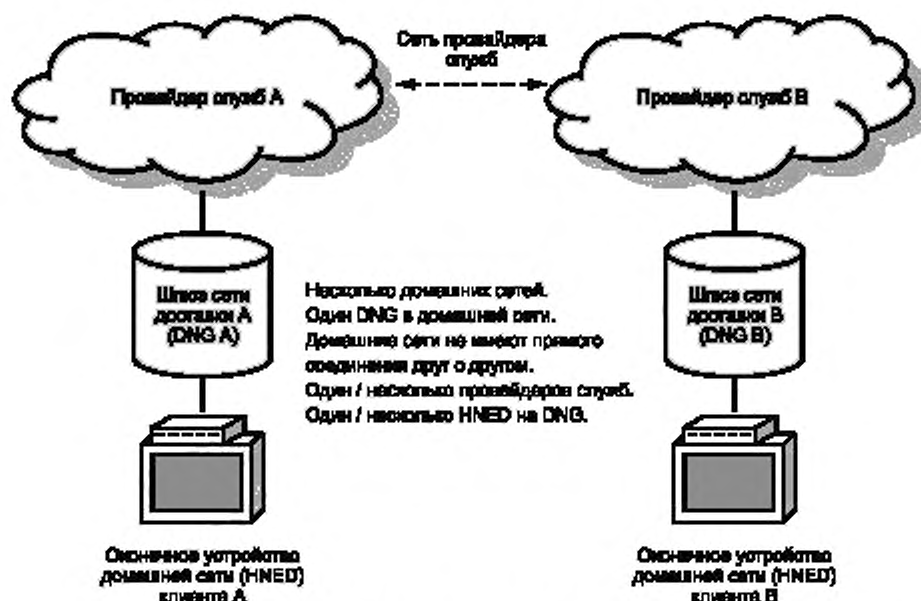 Сеть провайдера
служб
Провайдер служб A
Провайдер служб B
Шлюз сети
доставки A
(DNG A)
Несколько домашних сетей.
Один DNG в домашней сети.
Домашние сети не имеют прямого
соединения друг с другом.
Один / несколько провайдеров служб.
Один / несколько HNED на DNG.
Шлюз сети
доставки B
(DNG B)
Оконечное устройство
домашней сети (HNED)
клиента A
Оконечное устройство
домашней сети (HNED)
клиента B